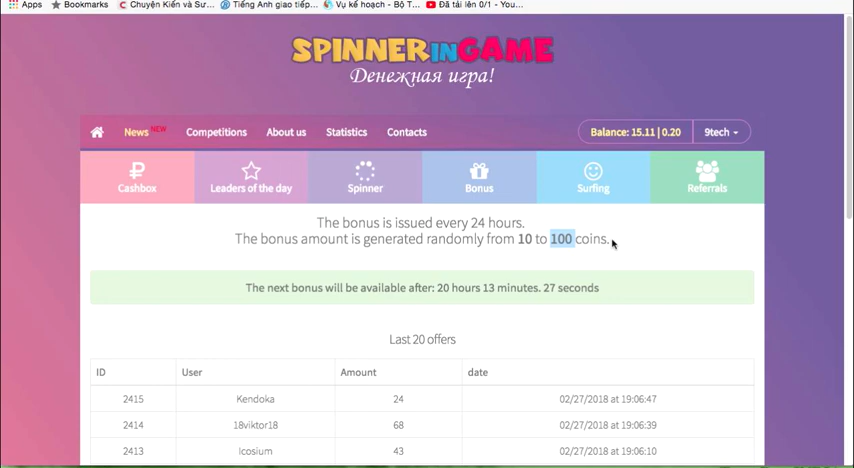 Apps Bookmarks Chuyện Kiến và Sư... Tiếng Anh giao tiếp... Vụ kế hoạch - Bộ T... Đã tải lên 0/1 - You...
SPINNERINGAME
Денежная игра!
News NEW Competitions About us Statistics Contacts Balance: 15.11 | 0.20 9tech
Cashbox Leaders of the day Spinner Bonus Surfing Referrals
The bonus is issued every 24 hours.
The bonus amount is generated randomly from 10 to 100 coins.
The next bonus will be available after: 20 hours 13 minutes. 27 seconds
Last 20 offers
ID User Amount date
2415 Kendoka 24 02/27/2018 at 19:06:47
2414 18viktor18 68 02/27/2018 at 19:06:39
2413 Icosium 43 02/27/2018 at 19:06:10